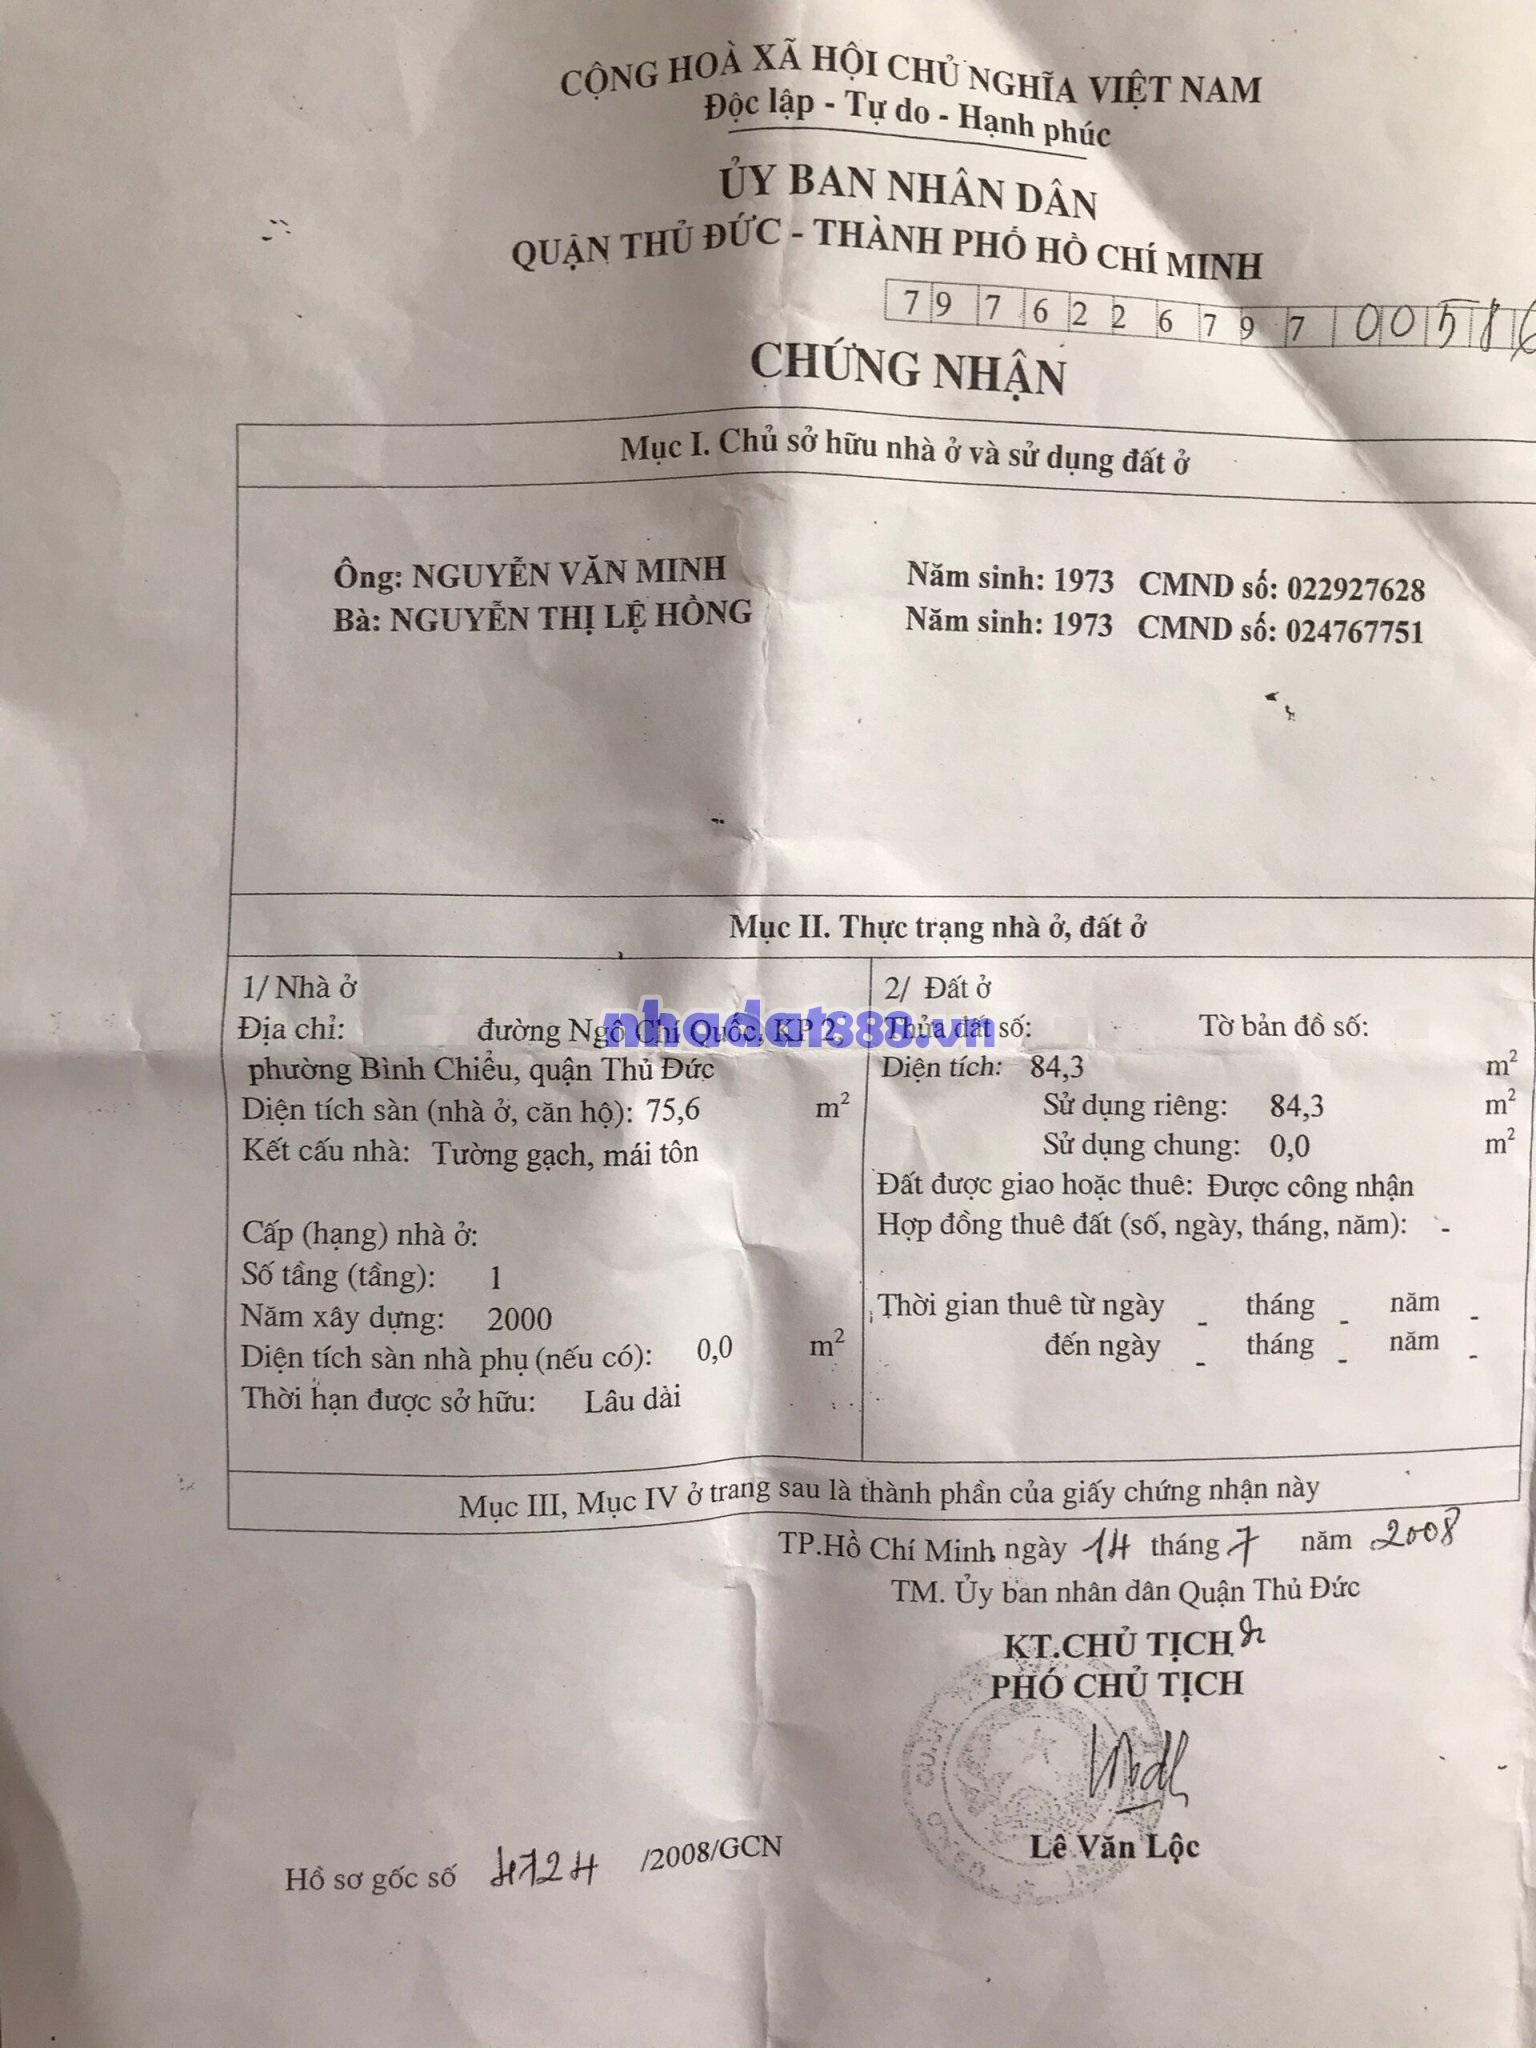 CỘNG HOÀ XÃ HỘI CHỦ NGHĨA VIỆT NAM
Độc lập - Tự do - Hạnh phúc
ỦY BAN NHÂN DÂN
QUẬN THỦ ĐỨC - THÀNH PHỐ HỒ CHÍ MINH
7 9 7 6 2 2 6 7 9 7 0 0 5 8 6
CHỨNG NHẬN
Mục I. Chủ sở hữu nhà ở và sử dụng đất ở
Ông: NGUYỄN VĂN MINH Năm sinh: 1973 CMND số: 022927628
Bà: NGUYỄN THỊ LỆ HỒNG Năm sinh: 1973 CMND số: 024767751
Mục II. Thực trạng nhà ở, đất ở
1/ Nhà ở
Địa chỉ: đường Ngô Chí Quốc, KP 2,
phường Bình Chiểu, quận Thủ Đức
Diện tích sàn (nhà ở, căn hộ): 75,6 m²
Kết cấu nhà: Tường gạch, mái tôn
Cấp (hạng) nhà ở:
Số tầng (tầng): 1
Năm xây dựng: 2000
Diện tích sàn nhà phụ (nếu có): 0,0 m²
Thời hạn được sở hữu: Lâu dài
2/ Đất ở
Thửa đất số: Tờ bản đồ số:
Diện tích: 84,3 m²
Sử dụng riêng: 84,3 m²
Sử dụng chung: 0,0 m²
Đất được giao hoặc thuê: Được công nhận
Hợp đồng thuê đất (số, ngày, tháng, năm): -
Thời gian thuê từ ngày - tháng - năm -
đến ngày - tháng - năm -
nhadat888.vn
Mục III, Mục IV ở trang sau là thành phần của giấy chứng nhận này
TP.Hồ Chí Minh ngày 14 tháng 7 năm 2008
TM. Ủy ban nhân dân Quận Thủ Đức
KT.CHỦ TỊCH
PHÓ CHỦ TỊCH
Lê Văn Lộc
Hồ sơ gốc số 4724 /2008/GCN